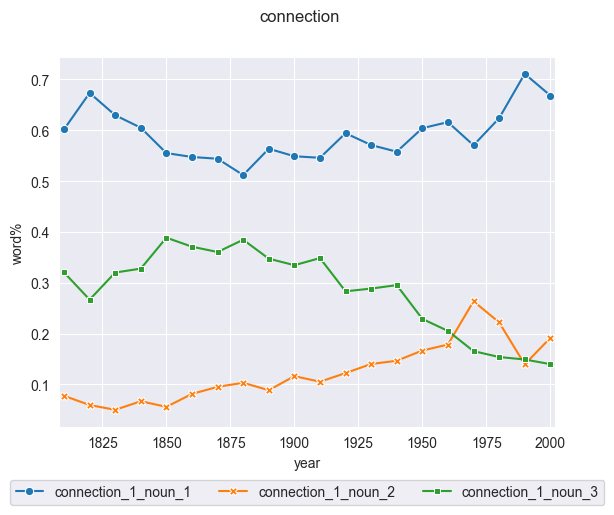 connection
0.7
0.6
0.5
0.4
0.3
0.2
0.1
word%
1825 1850 1875 1900 1925 1950 1975 2000
year
connection_1_noun_1 connection_1_noun_2 connection_1_noun_3